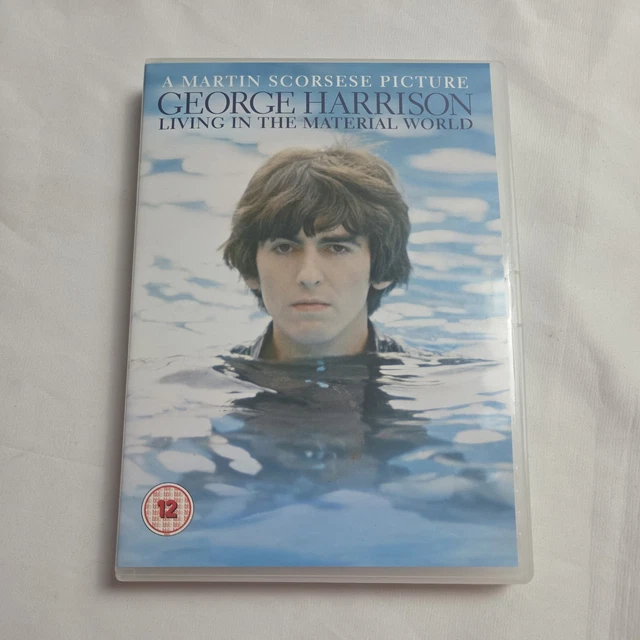 A MARTIN SCORSESE PICTURE
GEORGE HARRISON
LIVING IN THE MATERIAL WORLD
12